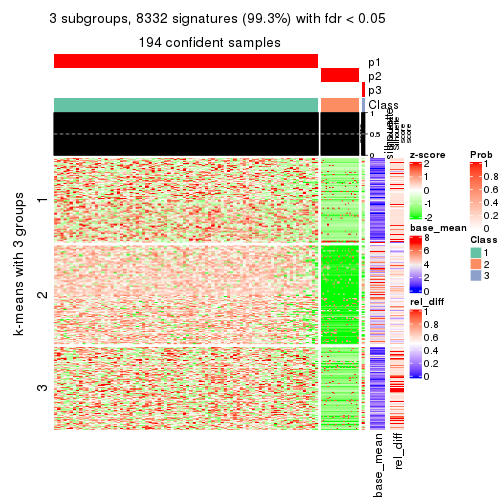 3 subgroups, 8332 signatures (99.3%) with fdr < 0.05
194 confident samples
p1
p2
p3
Class
1
0.5
0
k-means with 3 groups
1
2
3
base_mean
rel_diff
z-score
2
1
0
-1
-2
base_mean
8
6
4
2
0
rel_diff
1
0.8
0.6
0.4
0.2
0
Prob
1
0.8
0.6
0.4
0.2
0
Class
1
2
3